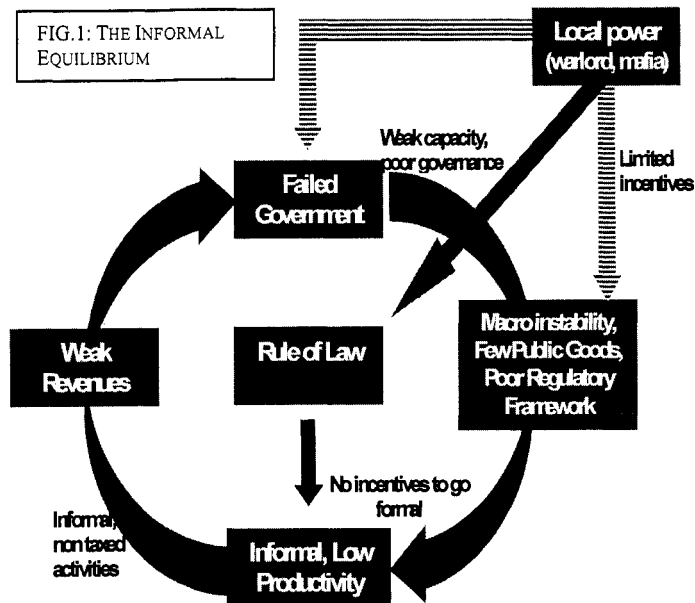 FIG.1: THE INFORMAL
EQUILIBRIUM
Local power
(warlord, mafia)
Weak capacity,
poor governance
Limited
incentives
Failed
Government
Macro instability,
Few Public Goods,
Poor Regulatory
Framework
Weak
Revenues
Rule of Law
No incentives to go
formal
Informal,
non taxed
activities
Informal, Low
Productivity